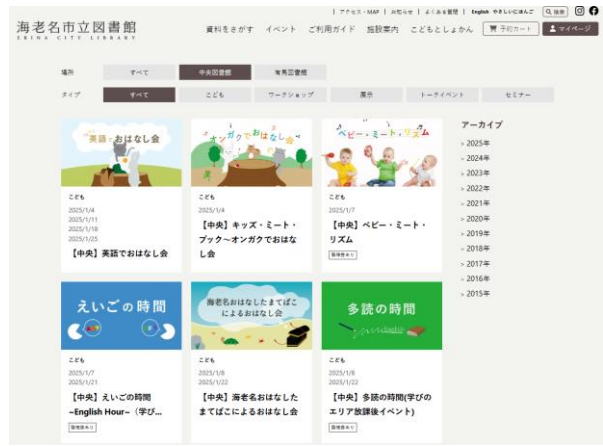 アクセス・MAP | お知らせ | よくある質問 | English やさしいにほんご 検索
海老名市立図書館
EBINA CITY LIBRARY
資料をさがす イベント ご利用ガイド 施設案内 こどもとしょかん 予約カート マイページ
場所 すべて 中央図書館 有馬図書館
タイプ すべて こども ワークショップ 展示 トークイベント セミナー
英語でおはなし会
こども
2025/1/4
2025/1/11
2025/1/18
2025/1/25
【中央】英語でおはなし会
オンガクでおはなし会
こども
2025/1/4
【中央】キッズ・ミート・
ブック~オンガクでおはな
し会
ベビー・ミート・リズム
こども
2025/1/7
【中央】ベビー・ミート・
リズム
えいごの時間
こども
2025/1/7
2025/1/21
【中央】えいごの時間
~English Hour~（学び...
海老名おはなしたまてばこ
によるおはなし会
こども
2025/1/8
2025/1/22
【中央】海老名おはなした
まてばこによるおはなし会
多読の時間
こども
2025/1/8
2025/1/22
【中央】多読の時間(学びの
エリア放課後イベント)
アーカイブ
» 2025年
» 2024年
» 2023年
» 2022年
» 2021年
» 2020年
» 2019年
» 2018年
» 2017年
» 2016年
» 2015年